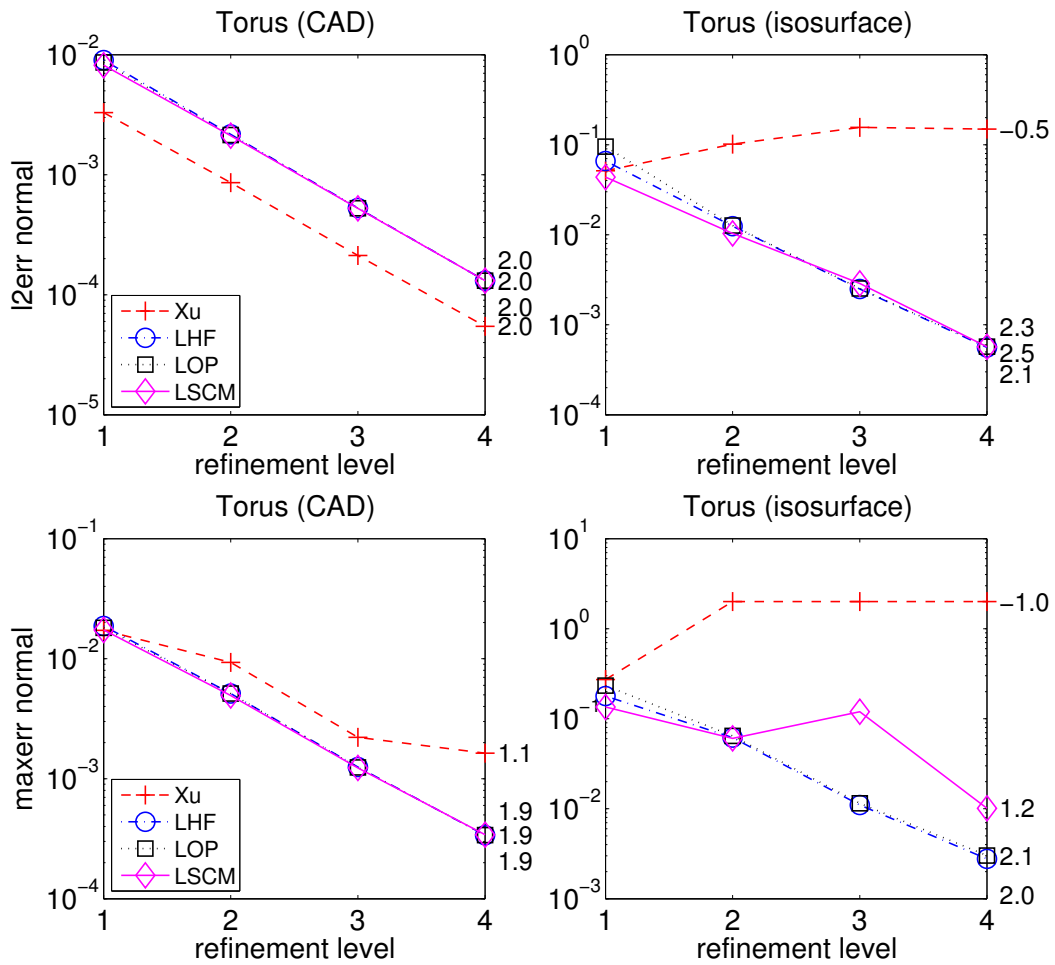 Torus (CAD)
l2err normal
10^−2
10^−3
10^−4
10^−5
Xu
LHF
LOP
LSCM
2.0
2.0
2.0
2.0
1 2 3 4
refinement level
Torus (isosurface)
10^0
10^−1
10^−2
10^−3
10^−4
−0.5
2.3
2.5
2.1
1 2 3 4
refinement level
Torus (CAD)
maxerr normal
10^−1
10^−2
10^−3
10^−4
Xu
LHF
LOP
LSCM
1.1
1.9
1.9
1.9
1 2 3 4
refinement level
Torus (isosurface)
10^1
10^0
10^−1
10^−2
10^−3
−1.0
1.2
2.1
2.0
1 2 3 4
refinement level